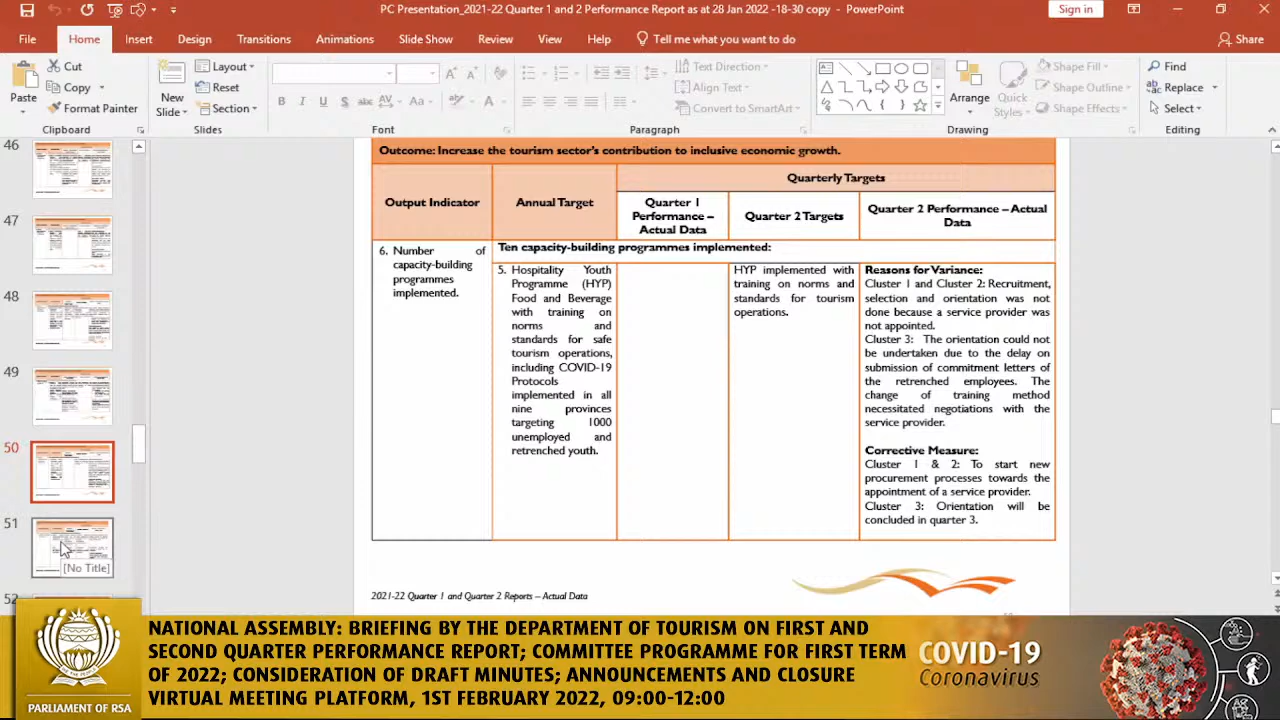 PC Presentation_2021-22 Quarter 1 and 2 Performance Report as at 28 Jan 2022 -18-30 copy - PowerPoint
Sign in
File Home Insert Design Transitions Animations Slide Show Review View Help Tell me what you want to do Share
Paste
Cut
Copy
Format Painter
Clipboard
New
Slide
Layout
Reset
Section
Slides
B I U S abc AV Aa A
Font
Text Direction
Align Text
Convert to SmartArt
Paragraph
Arrange
Quick
Styles
Shape Fill
Shape Outline
Shape Effects
Drawing
Find
Replace
Select
Editing
46
47
48
49
50
51
[No Title]
52
Outcome: Increase the tourism sector's contribution to inclusive economic growth.
Output Indicator
Annual Target
Quarterly Targets
Quarter 1
Performance –
Actual Data
Quarter 2 Targets
Quarter 2 Performance – Actual
Data
6. Number of
capacity-building
programmes
implemented.
Ten capacity-building programmes implemented:
5. Hospitality Youth
Programme (HYP)
Food and Beverage
with training on
norms and
standards for safe
tourism operations,
including COVID-19
Protocols
implemented in all
nine provinces
targeting 1000
unemployed and
retrenched youth.
HYP implemented with
training on norms and
standards for tourism
operations.
Reasons for Variance:
Cluster 1 and Cluster 2: Recruitment,
selection and orientation was not
done because a service provider was
not appointed.
Cluster 3: The orientation could not
be undertaken due to the delay on
submission of commitment letters of
the retrenched employees. The
change of training method
necessitated negotiations with the
service provider.
Corrective Measure:
Cluster 1 & 2: To start new
procurement processes towards the
appointment of a service provider.
Cluster 3: Orientation will be
concluded in quarter 3.
2021-22 Quarter 1 and Quarter 2 Reports – Actual Data
PARLIAMENT OF RSA
NATIONAL ASSEMBLY: BRIEFING BY THE DEPARTMENT OF TOURISM ON FIRST AND
SECOND QUARTER PERFORMANCE REPORT; COMMITTEE PROGRAMME FOR FIRST TERM
OF 2022; CONSIDERATION OF DRAFT MINUTES; ANNOUNCEMENTS AND CLOSURE
VIRTUAL MEETING PLATFORM, 1ST FEBRUARY 2022, 09:00-12:00
COVID-19
Coronavirus